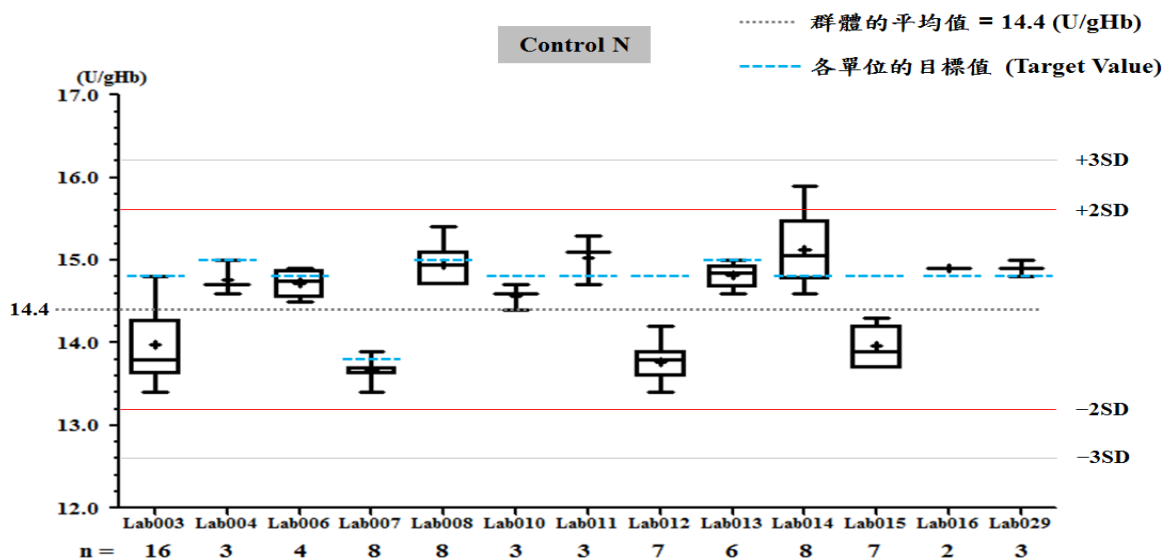 群體的平均值 = 14.4 (U/gHb)
Control N
各單位的目標值 (Target Value)
(U/gHb)
17.0
+3SD
16.0
+2SD
15.0
14.4
14.0
−2SD
13.0
−3SD
12.0
Lab003 Lab004 Lab006 Lab007 Lab008 Lab010 Lab011 Lab012 Lab013 Lab014 Lab015 Lab016 Lab029
n = 16 3 4 8 8 3 3 7 6 8 7 2 3